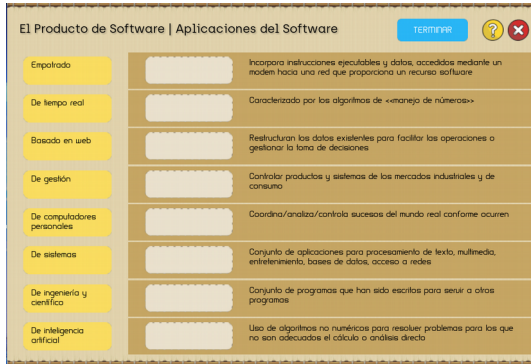 El Producto de Software | Aplicaciones del Software
TERMINAR
?
X
Empotrado
Incorpora instrucciones ejecutables y datos, accedidos mediante un
modem hacia una red que proporciona un recurso software
De tiempo real
Caracterizado por los algoritmos de <<manejo de números>>
Basado en web
Restructuran los datos existentes para facilitar las operaciones o
gestionar la toma de decisiones
De gestión
Controlar productos y sistemas de los mercados industriales y de
consumo
De computadores
personales
Coordina/analiza/controla sucesos del mundo real conforme ocurren
De sistemas
Conjunto de aplicaciones para procesamiento de texto, multimedia,
entretenimiento, bases de datos, acceso a redes
De ingeniería y
científico
Conjunto de programas que han sido escritos para servir a otros
programas
De inteligencia
artificial
Uso de algoritmos no numéricos para resolver problemas para los que
no son adecuados el cálculo o análisis directo